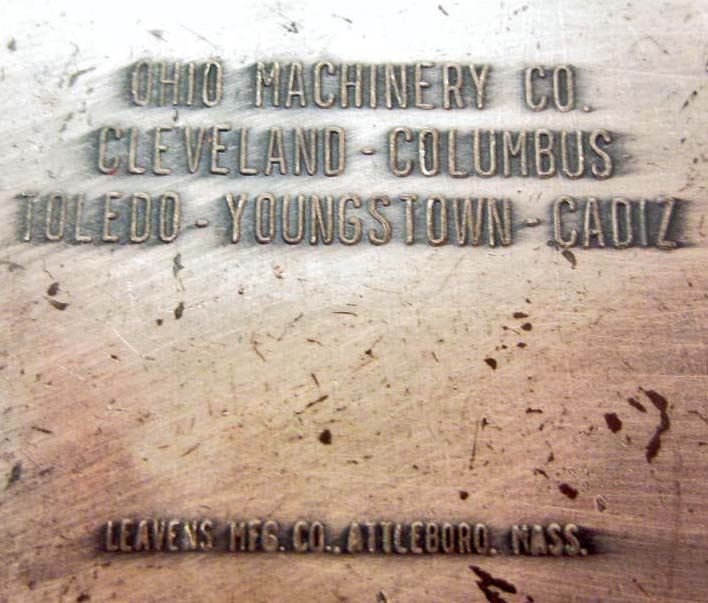 OHIO MACHINERY CO.
CLEVELAND - COLUMBUS
TOLEDO - YOUNGSTOWN - CADIZ
LEAVENS MFG. CO., ATTLEBORO, MASS.